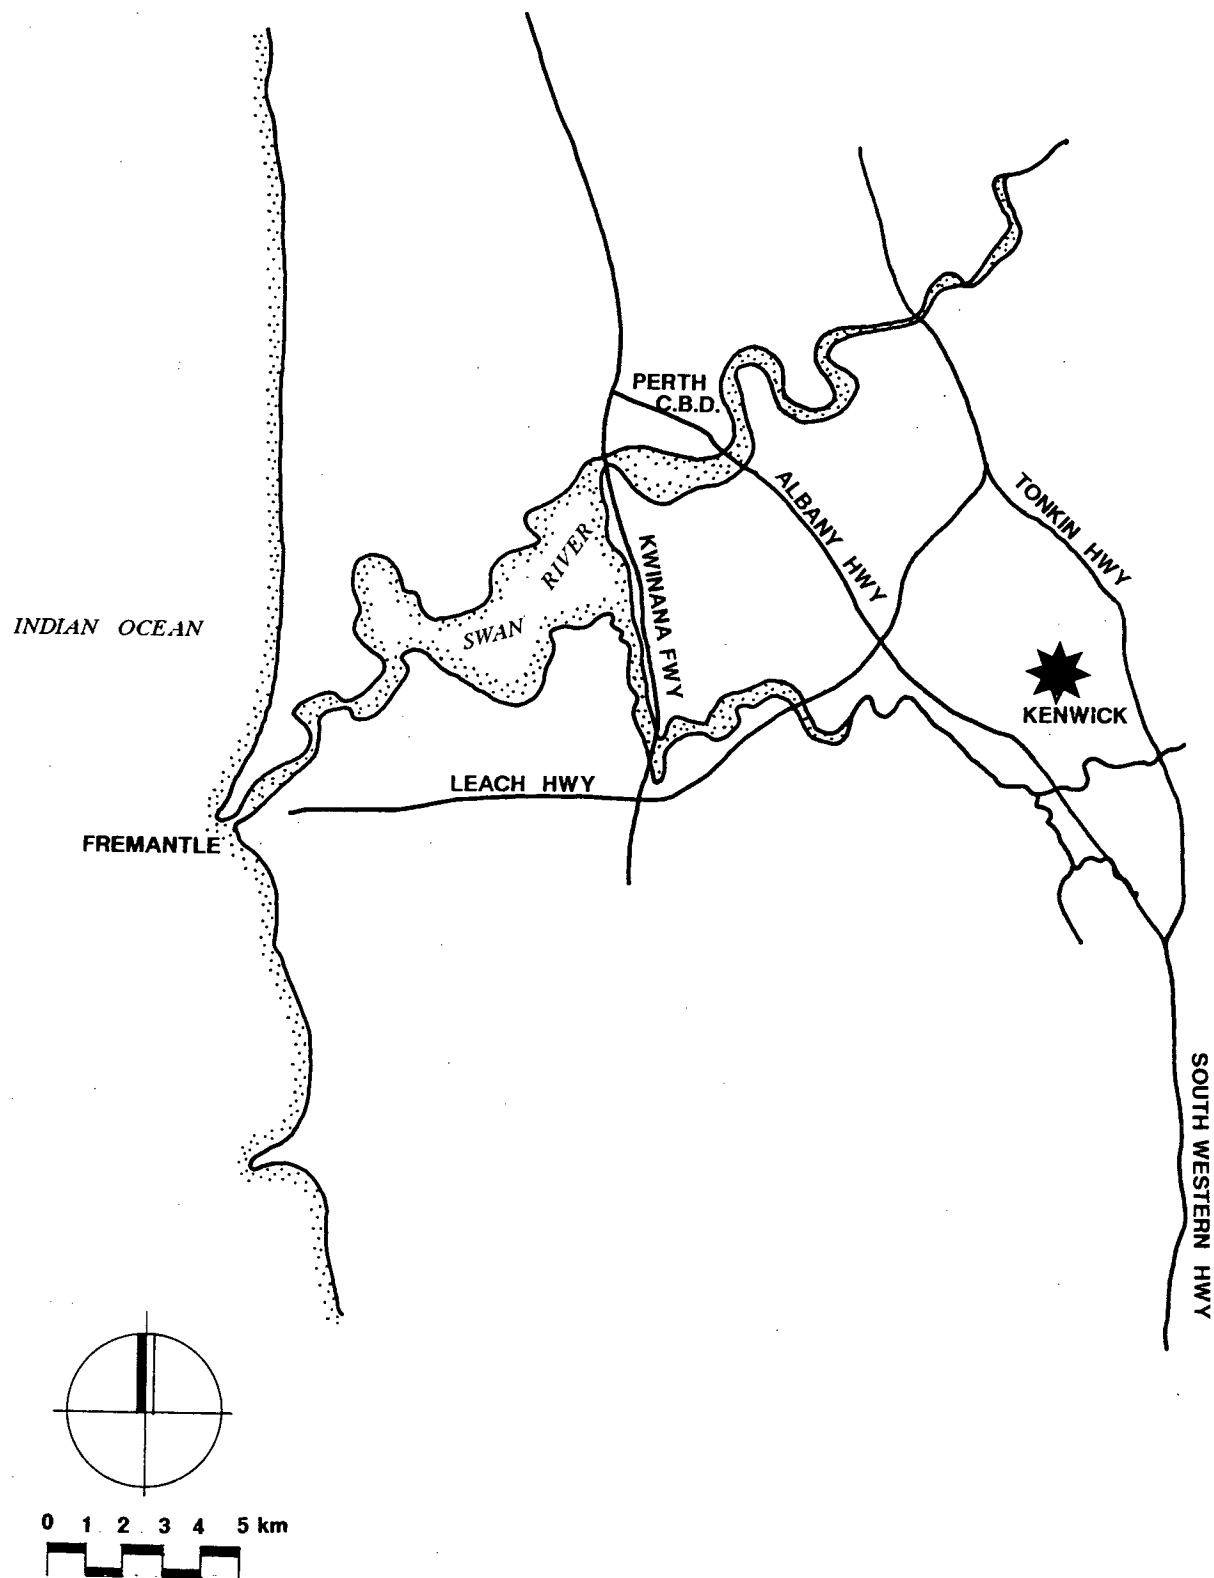 PERTH
C.B.D.
ALBANY HWY
TONKIN HWY
KWINANA FWY
RIVER
SWAN
INDIAN OCEAN
KENWICK
LEACH HWY
FREMANTLE
SOUTH WESTERN HWY
0 1 2 3 4 5 km